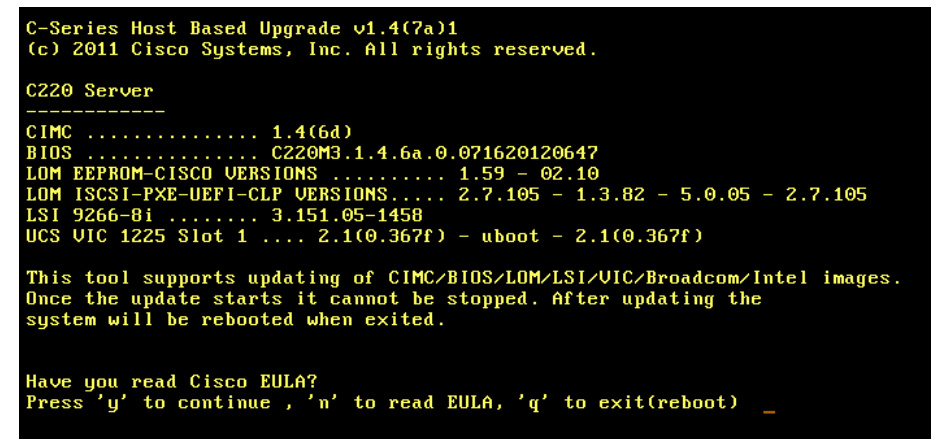 C-Series Host Based Upgrade v1.4(7a)1
(c) 2011 Cisco Systems, Inc. All rights reserved.
C220 Server
------------
CIMC ............... 1.4(6d)
BIOS ............... C220M3.1.4.6a.0.071620120647
LOM EEPROM-CISCO VERSIONS .......... 1.59 - 02.10
LOM ISCSI-PXE-UEFI-CLP VERSIONS..... 2.7.105 - 1.3.82 - 5.0.05 - 2.7.105
LSI 9266-8i ........ 3.151.05-1458
UCS VIC 1225 Slot 1 .... 2.1(0.367f) - uboot - 2.1(0.367f)
This tool supports updating of CIMC/BIOS/LOM/LSI/VIC/Broadcom/Intel images.
Once the update starts it cannot be stopped. After updating the
system will be rebooted when exited.
Have you read Cisco EULA?
Press 'y' to continue , 'n' to read EULA, 'q' to exit(reboot) _